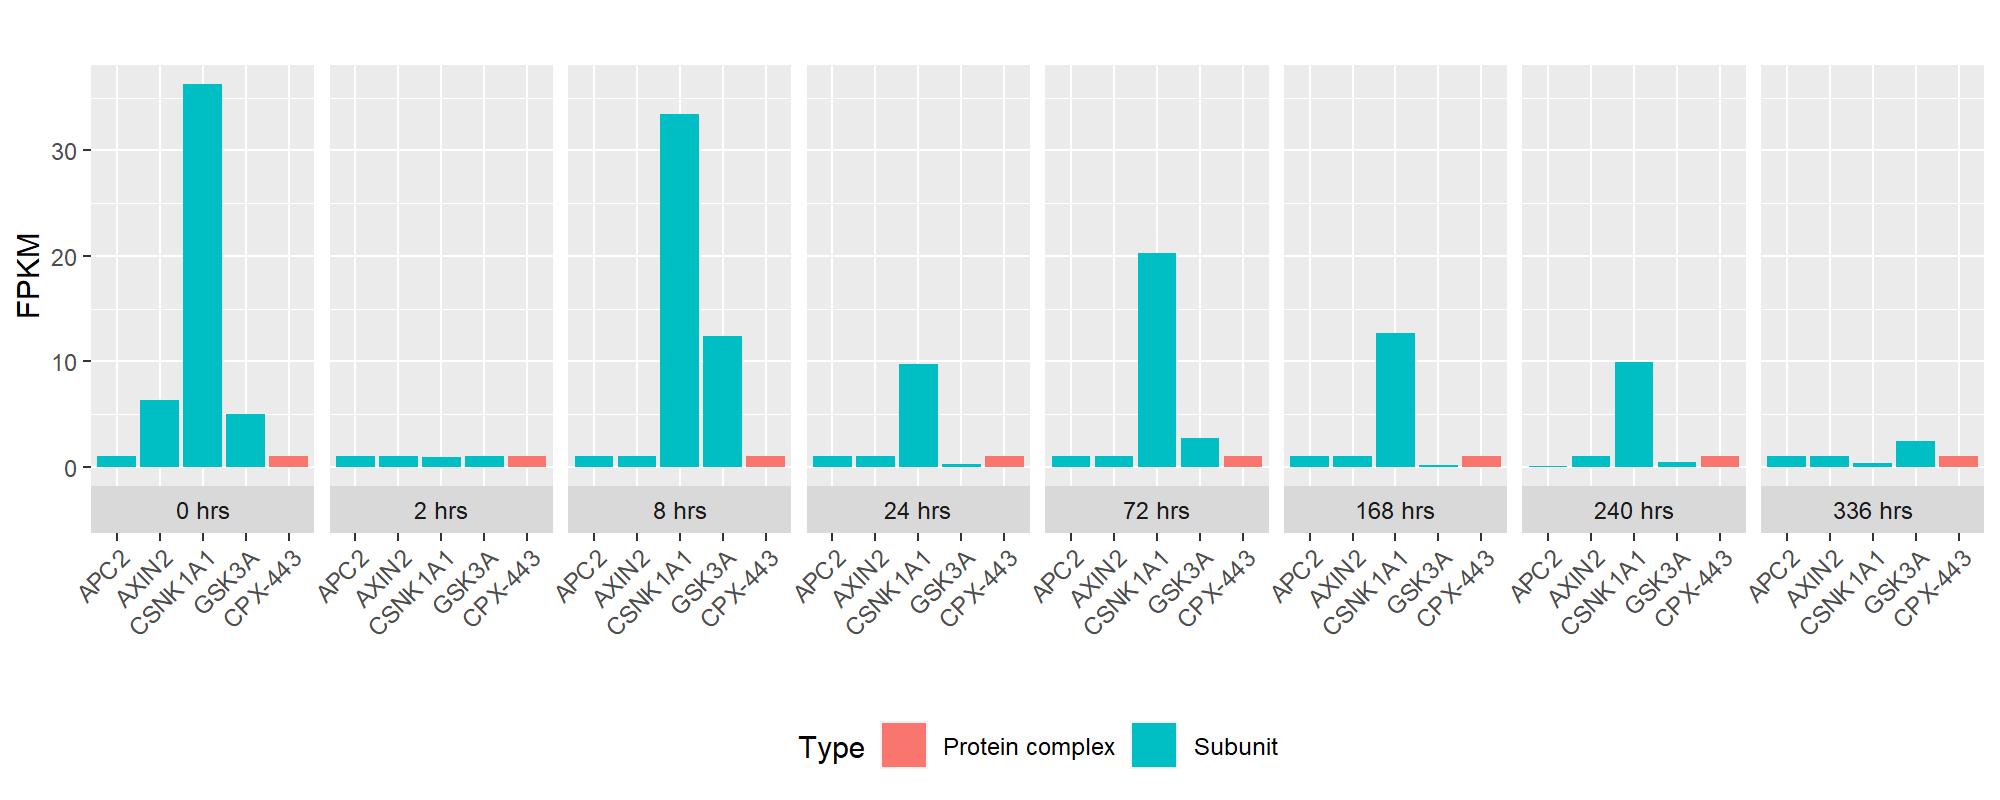 FPKM
30
20
10
0
0 hrs 2 hrs 8 hrs 24 hrs 72 hrs 168 hrs 240 hrs 336 hrs
APC2 AXIN2 CSNK1A1 GSK3A CPX-443 APC2 AXIN2 CSNK1A1 GSK3A CPX-443 APC2 AXIN2 CSNK1A1 GSK3A CPX-443 APC2 AXIN2 CSNK1A1 GSK3A CPX-443 APC2 AXIN2 CSNK1A1 GSK3A CPX-443 APC2 AXIN2 CSNK1A1 GSK3A CPX-443 APC2 AXIN2 CSNK1A1 GSK3A CPX-443 APC2 AXIN2 CSNK1A1 GSK3A CPX-443
Type Protein complex Subunit